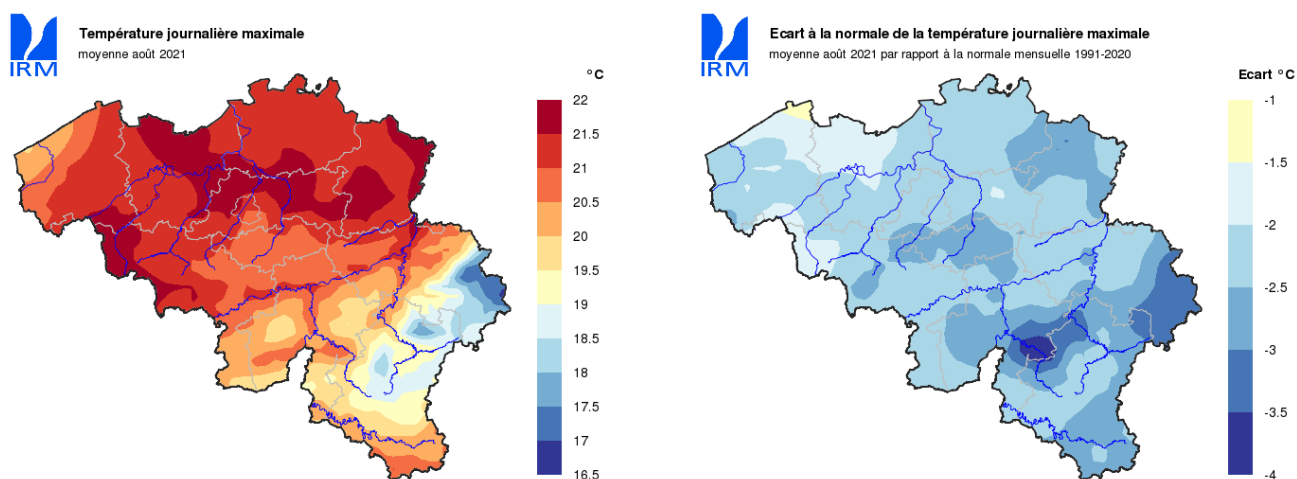 IRM
Température journalière maximale
moyenne août 2021
°C
22
21.5
21
20.5
20
19.5
19
18.5
18
17.5
17
16.5
IRM
Ecart à la normale de la température journalière maximale
moyenne août 2021 par rapport à la normale mensuelle 1991-2020
Ecart °C
-1
-1.5
-2
-2.5
-3
-3.5
-4